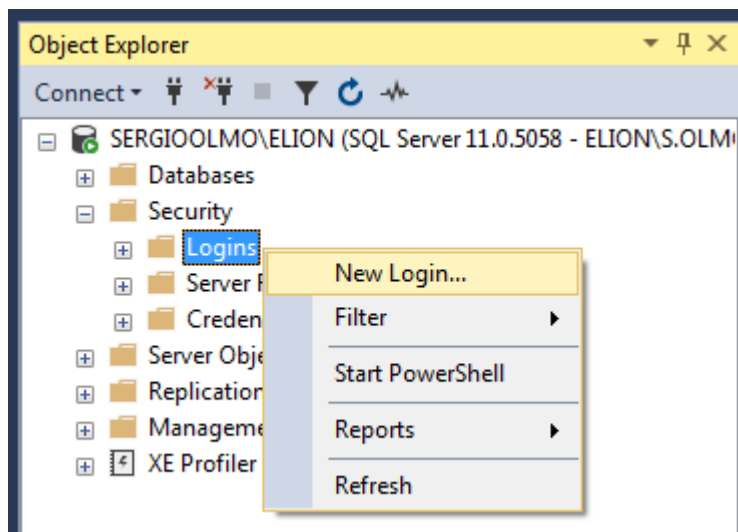 Object Explorer
Connect
SERGIOOLMO\ELION (SQL Server 11.0.5058 - ELION\S.OLM
Databases
Security
Logins
New Login...
Server
Filter
Creden
Server Obje
Start PowerShell
Replication
Manageme
Reports
XE Profiler
Refresh